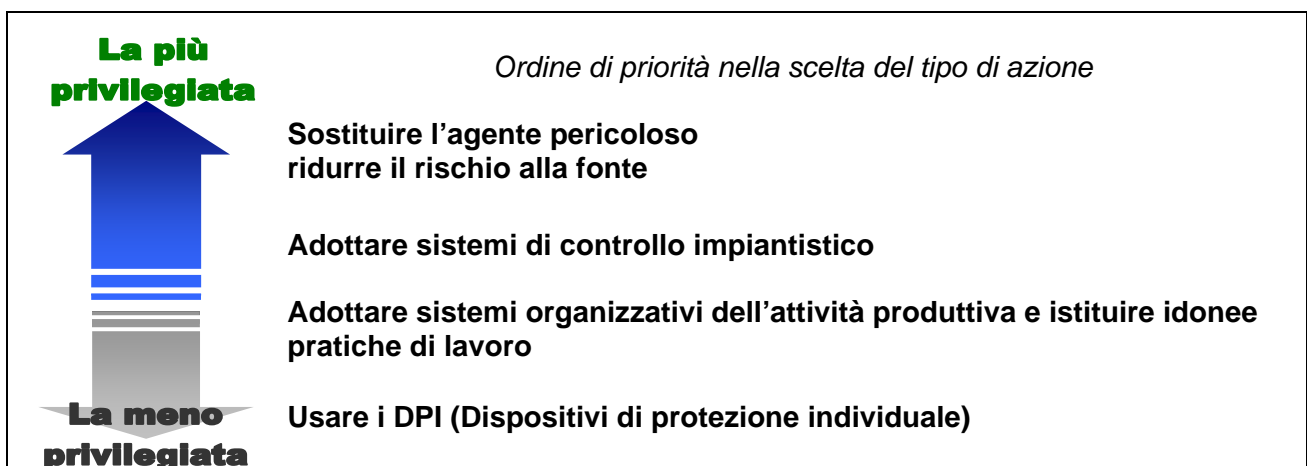 La più
privilegiata
Ordine di priorità nella scelta del tipo di azione
Sostituire l'agente pericoloso
ridurre il rischio alla fonte
Adottare sistemi di controllo impiantistico
Adottare sistemi organizzativi dell'attività produttiva e istituire idonee
pratiche di lavoro
Usare i DPI (Dispositivi di protezione individuale)
La meno
privilegiata